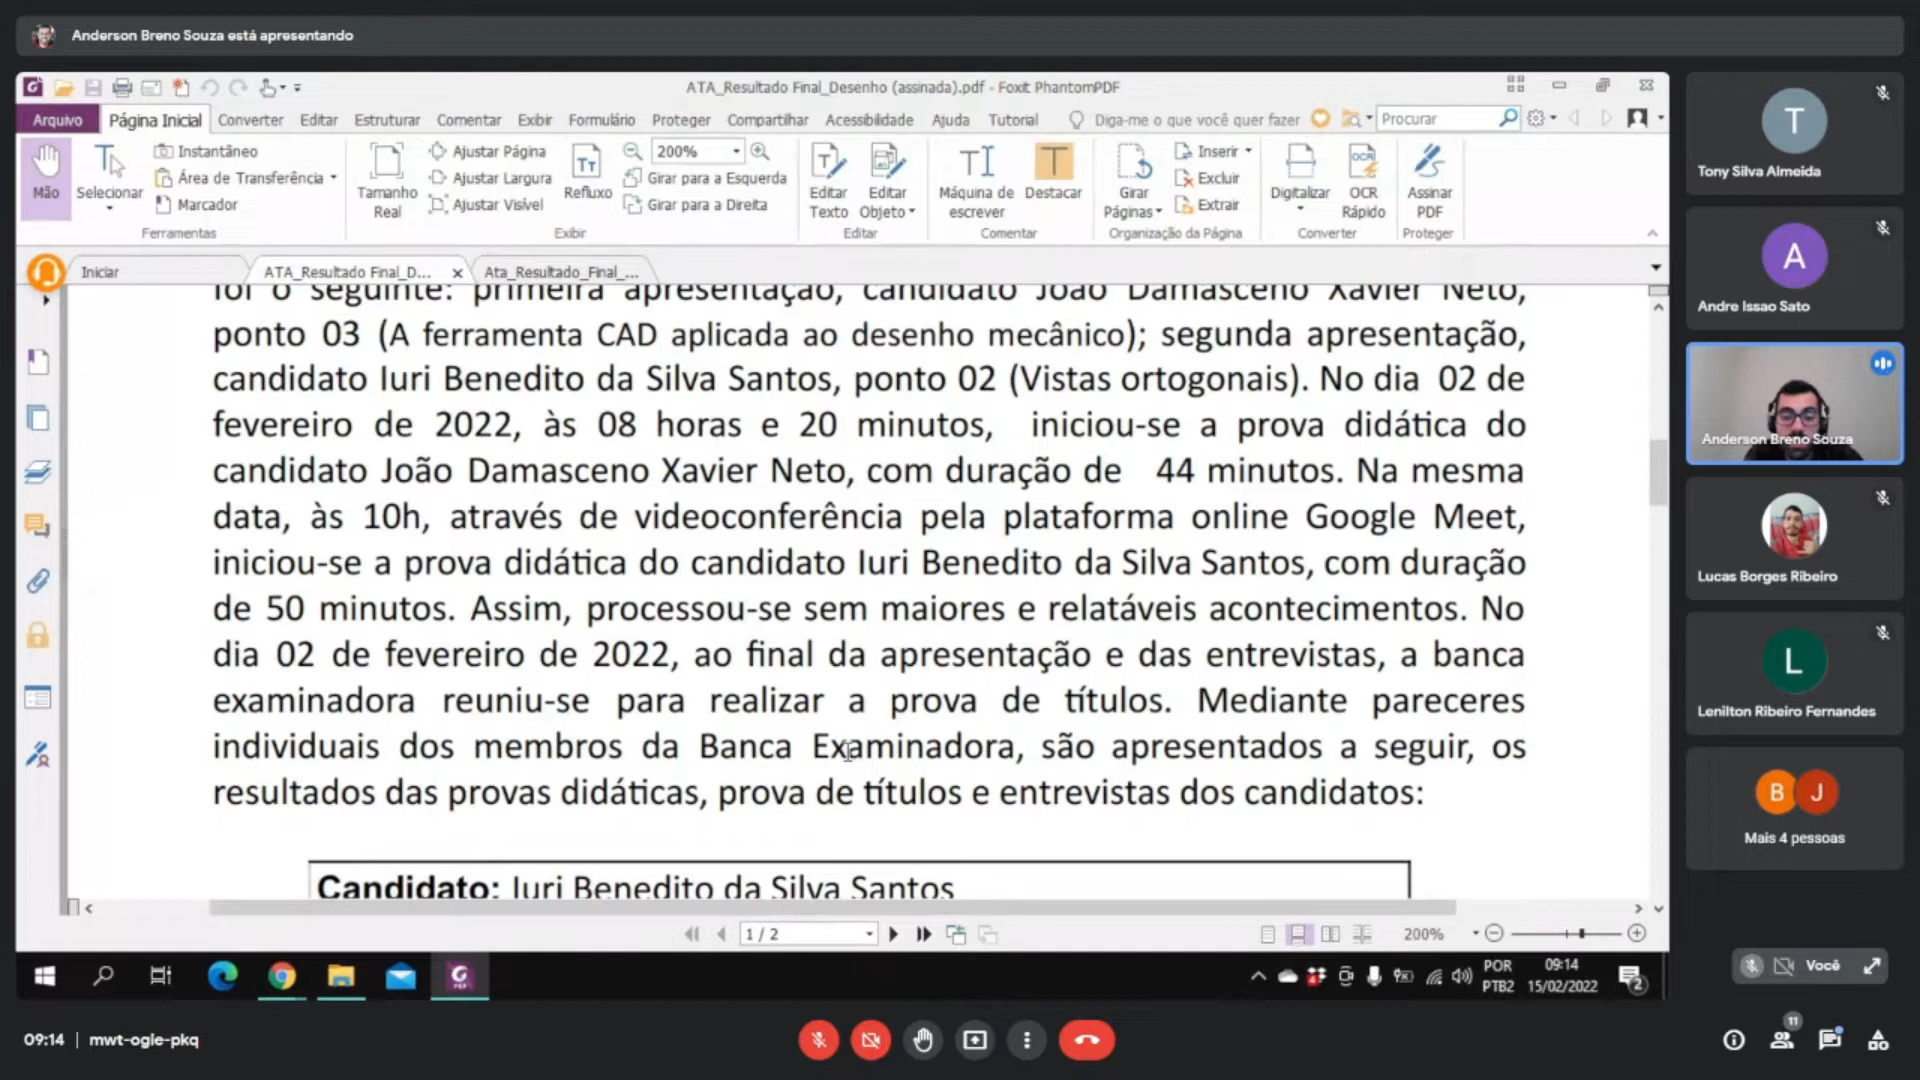 Anderson Breno Souza está apresentando
ATA_Resultado Final_Desenho (assinada).pdf - Foxit PhantomPDF
Arquivo Página Inicial Converter Editar Estruturar Comentar Exibir Formulário Proteger Compartilhar Acessibilidade Ajuda Tutorial Diga-me o que você quer fazer Procurar
Mão
Selecionar
Instantâneo
Área de Transferência
Marcador
Ferramentas
Tamanho
Real
Ajustar Página
Ajustar Largura
Ajustar Visível
Refluxo
200%
Girar para a Esquerda
Girar para a Direita
Exibir
Editar
Texto
Editar
Objeto
Editar
Máquina de
escrever
Destacar
Comentar
Girar
Páginas
Inserir
Excluir
Extrair
Organização da Página
Digitalizar
OCR
Rápido
Converter
Assinar
PDF
Proteger
Iniciar
ATA_Resultado Final_D...
Ata_Resultado_Final_...
foi o seguinte: primeira apresentação, candidato João Damasceno Xavier Neto,
ponto 03 (A ferramenta CAD aplicada ao desenho mecânico); segunda apresentação,
candidato Iuri Benedito da Silva Santos, ponto 02 (Vistas ortogonais). No dia 02 de
fevereiro de 2022, às 08 horas e 20 minutos, iniciou-se a prova didática do
candidato João Damasceno Xavier Neto, com duração de 44 minutos. Na mesma
data, às 10h, através de videoconferência pela plataforma online Google Meet,
iniciou-se a prova didática do candidato Iuri Benedito da Silva Santos, com duração
de 50 minutos. Assim, processou-se sem maiores e relatáveis acontecimentos. No
dia 02 de fevereiro de 2022, ao final da apresentação e das entrevistas, a banca
examinadora reuniu-se para realizar a prova de títulos. Mediante pareceres
individuais dos membros da Banca Examinadora, são apresentados a seguir, os
resultados das provas didáticas, prova de títulos e entrevistas dos candidatos:
Candidato: Iuri Benedito da Silva Santos
1 / 2
200%
POR
PTB2
09:14
15/02/2022
2
T
Tony Silva Almeida
A
Andre Issao Sato
Anderson Breno Souza
Lucas Borges Ribeiro
L
Lenilton Ribeiro Fernandes
B J
Mais 4 pessoas
Você
09:14 | mwt-ogie-pkq
11